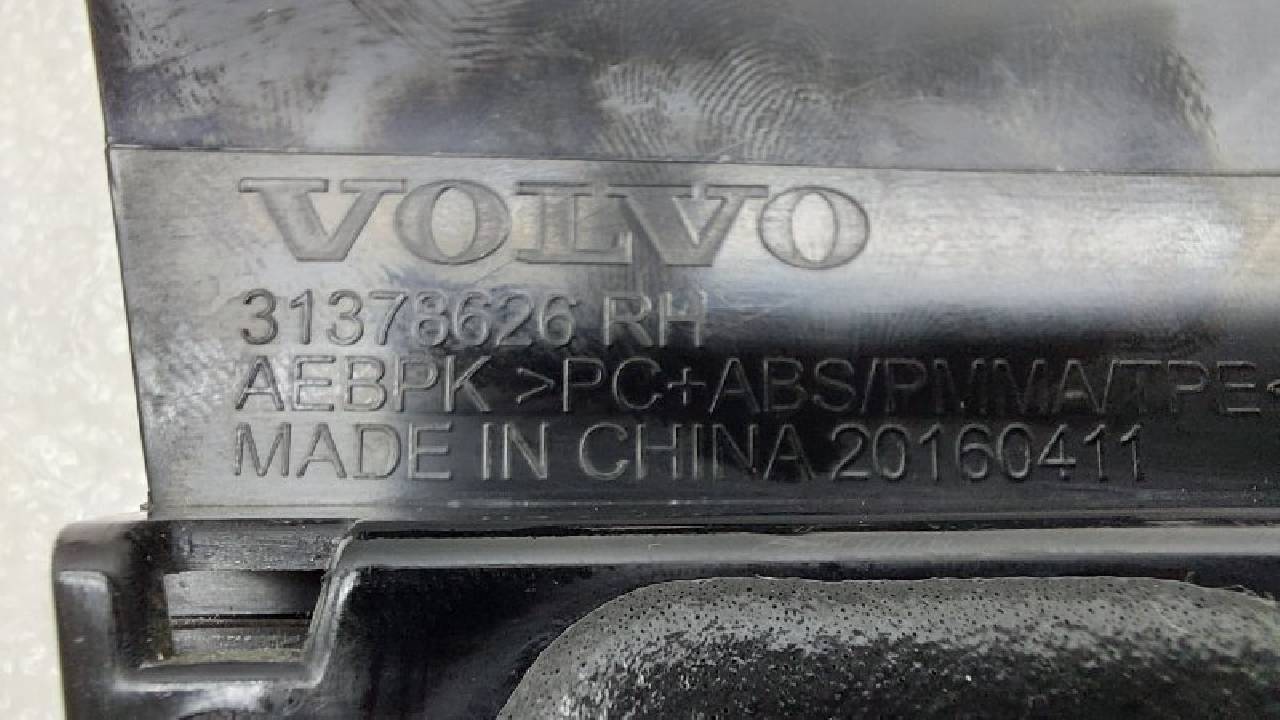 VOLVO
31378626 RH
AEBPK >PC+ABS/PMMA/TPE<
MADE IN CHINA 20160411